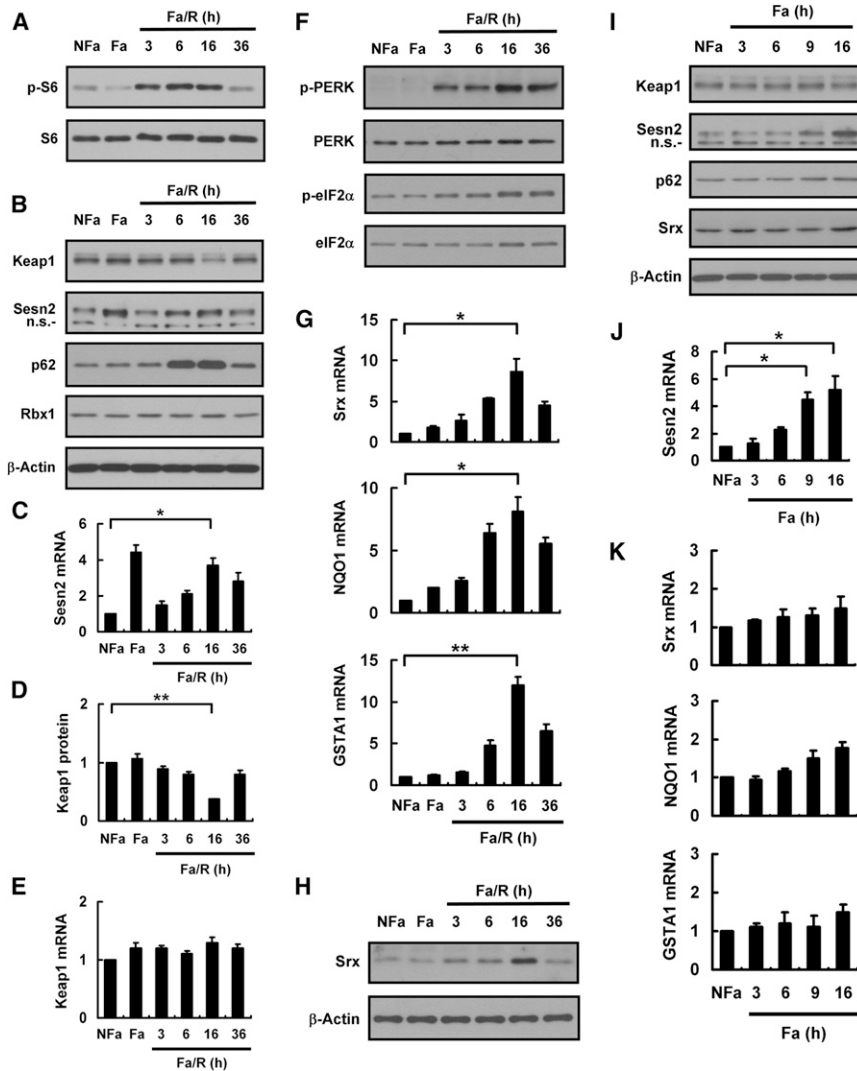 A
Fa/R (h)
NFa Fa 3 6 16 36
p-S6
S6
B
Fa/R (h)
NFa Fa 3 6 16 36
Keap1
Sesn2
n.s.-
p62
Rbx1
β-Actin
C
Sesn2 mRNA
6
4
2
0
*
NFa Fa 3 6 16 36
Fa/R (h)
D
Keap1 protein
2
1
0
**
NFa Fa 3 6 16 36
Fa/R (h)
E
Keap1 mRNA
2
1
0
NFa Fa 3 6 16 36
Fa/R (h)
F
Fa/R (h)
NFa Fa 3 6 16 36
p-PERK
PERK
p-eIF2α
eIF2α
G
Srx mRNA
15
10
5
0
*
NQO1 mRNA
10
5
0
*
GSTA1 mRNA
15
10
5
0
**
NFa Fa 3 6 16 36
Fa/R (h)
H
Fa/R (h)
NFa Fa 3 6 16 36
Srx
β-Actin
I
Fa (h)
NFa 3 6 9 16
Keap1
Sesn2
n.s.-
p62
Srx
β-Actin
J
Sesn2 mRNA
8
6
4
2
0
*
*
NFa 3 6 9 16
Fa (h)
K
Srx mRNA
3
2
1
0
NQO1 mRNA
3
2
1
0
GSTA1 mRNA
3
2
1
0
NFa 3 6 9 16
Fa (h)